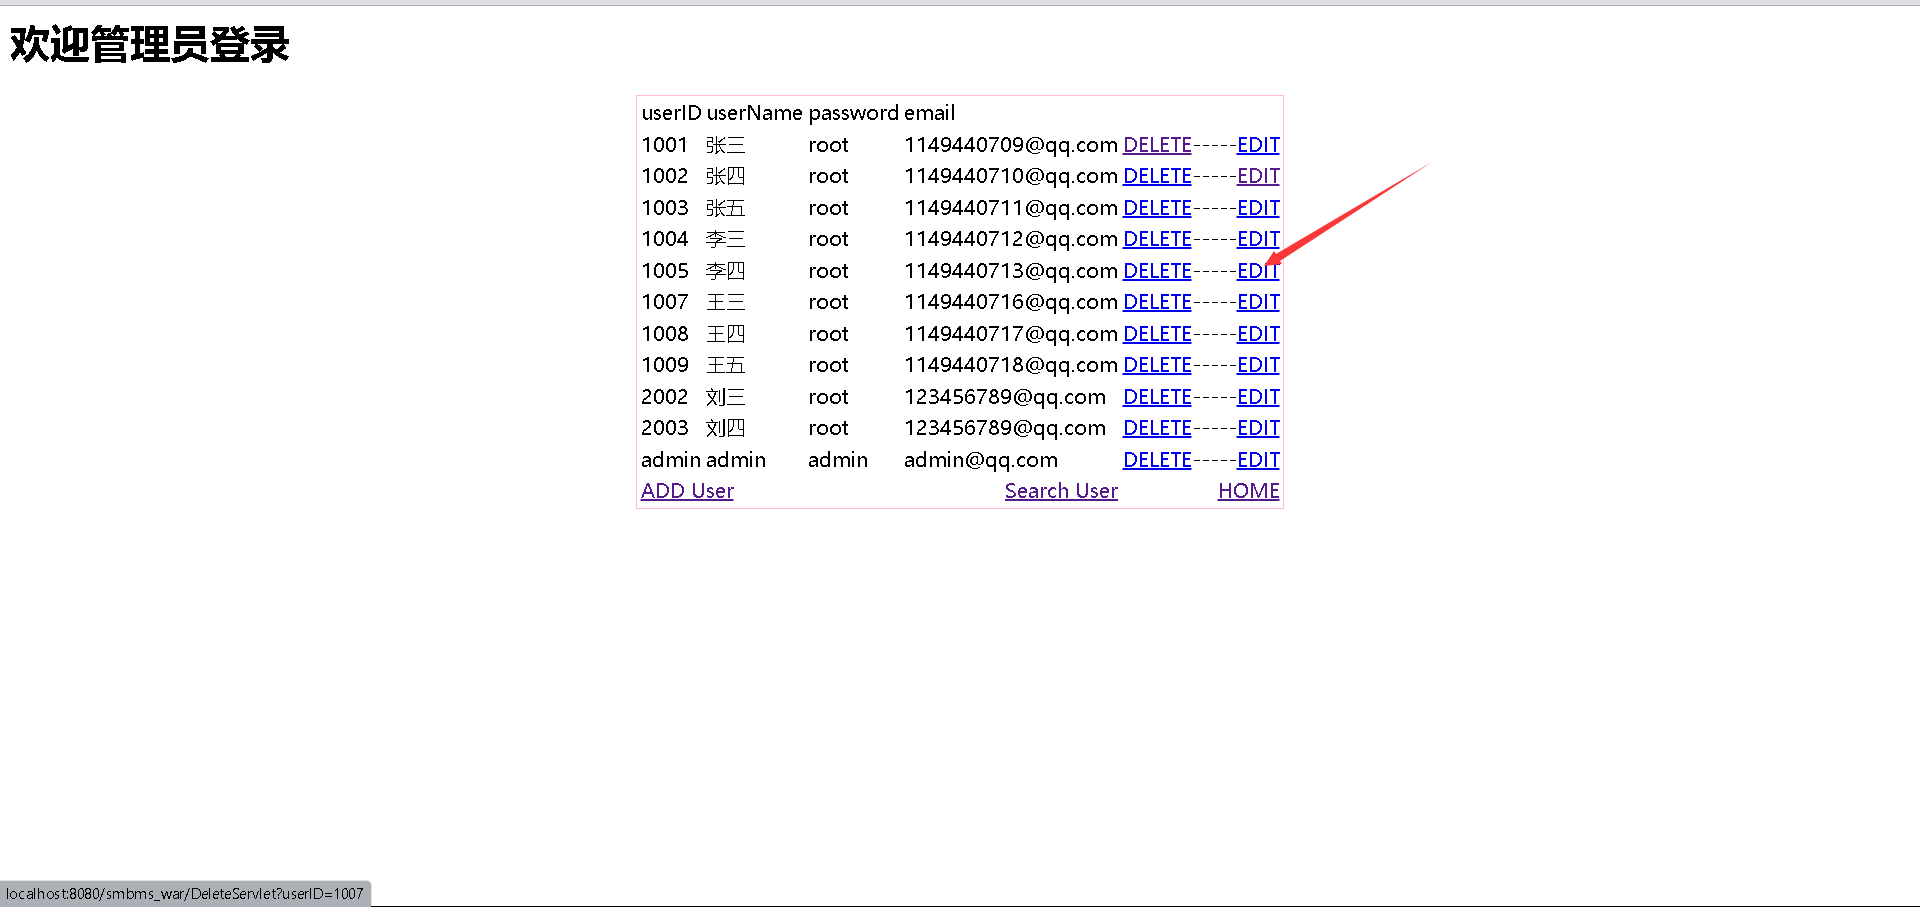 欢迎管理员登录
userID userName password email
1001 张三 root 1149440709@qq.com DELETE-----EDIT
1002 张四 root 1149440710@qq.com DELETE-----EDIT
1003 张五 root 1149440711@qq.com DELETE-----EDIT
1004 李三 root 1149440712@qq.com DELETE-----EDIT
1005 李四 root 1149440713@qq.com DELETE-----EDIT
1007 王三 root 1149440716@qq.com DELETE-----EDIT
1008 王四 root 1149440717@qq.com DELETE-----EDIT
1009 王五 root 1149440718@qq.com DELETE-----EDIT
2002 刘三 root 123456789@qq.com DELETE-----EDIT
2003 刘四 root 123456789@qq.com DELETE-----EDIT
admin admin admin admin@qq.com DELETE-----EDIT
ADD User Search User HOME
localhost:8080/smbms_war/DeleteServlet?userID=1007